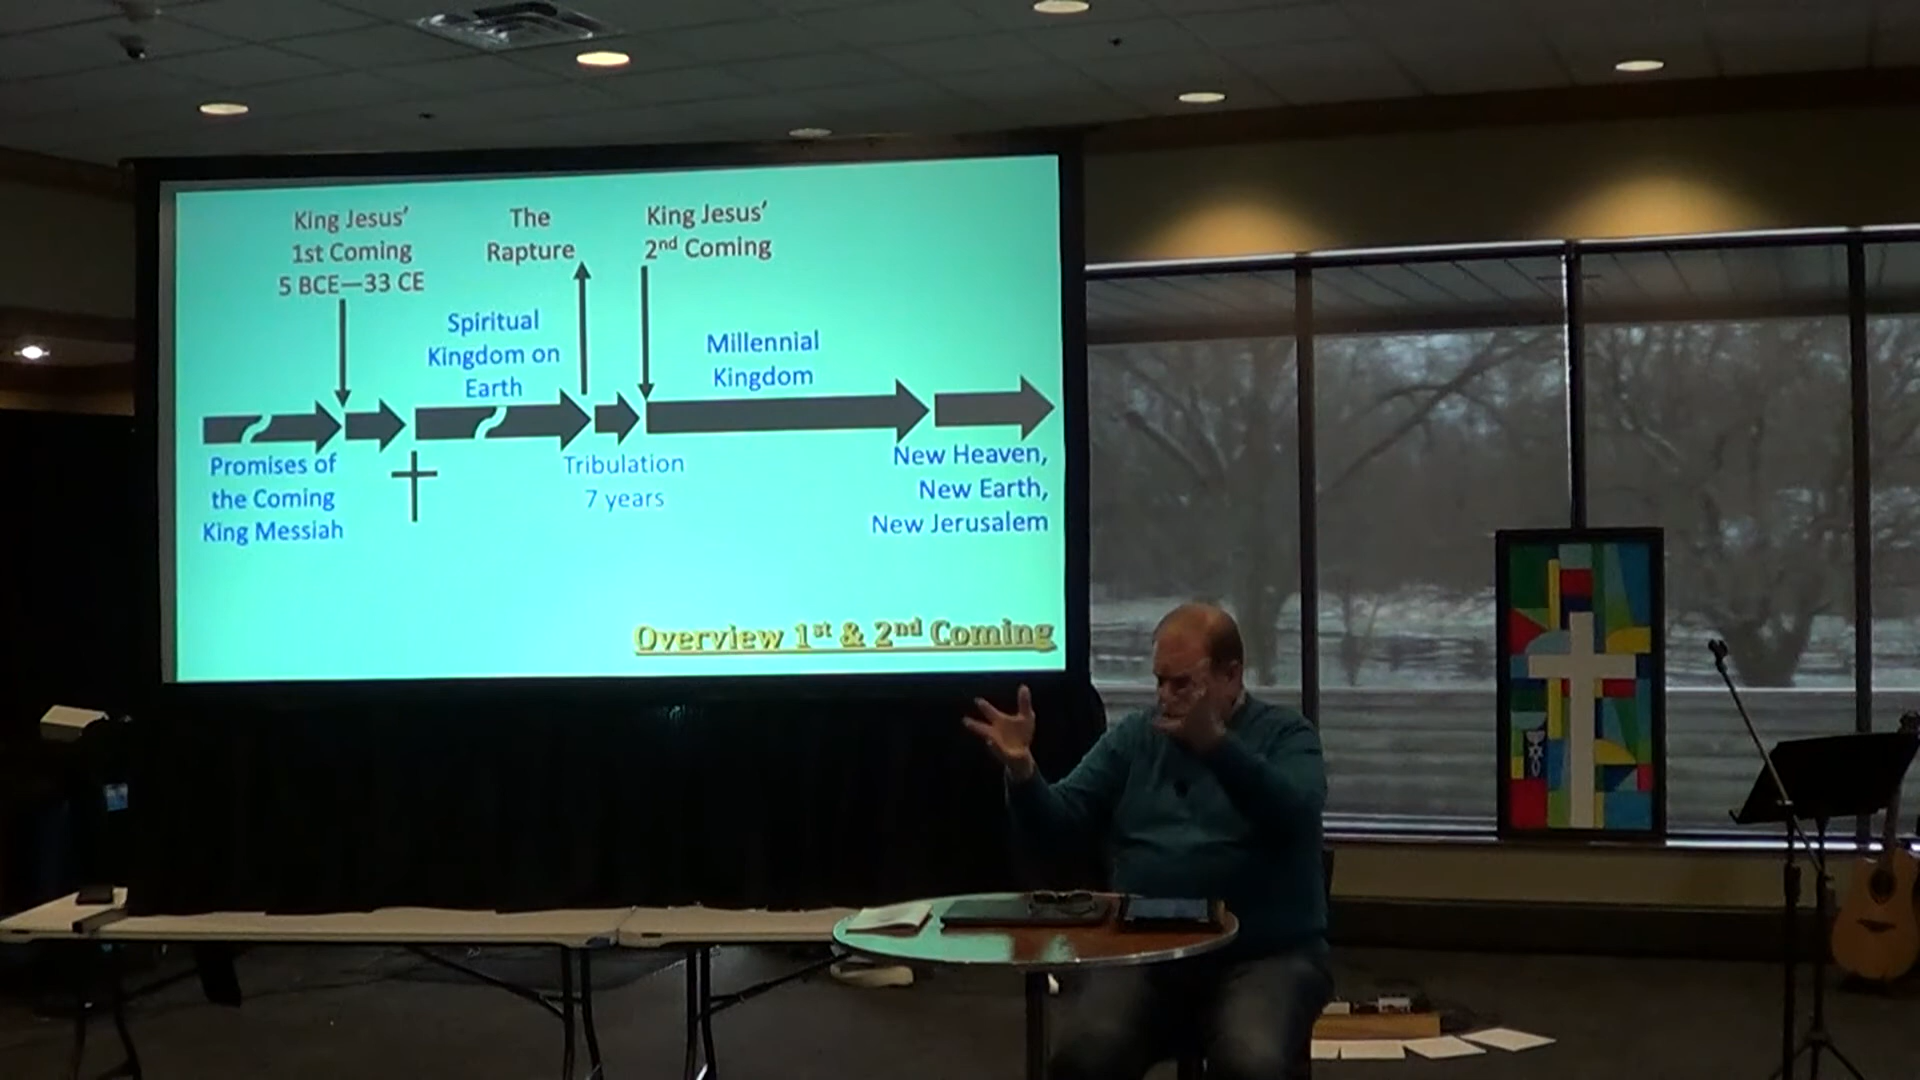 King Jesus’
1st Coming
5 BCE—33 CE
The
Rapture
King Jesus’
2nd Coming
Spiritual
Kingdom on
Earth
Millennial
Kingdom
Promises of
the Coming
King Messiah
Tribulation
7 years
New Heaven,
New Earth,
New Jerusalem
Overview 1st & 2nd Coming